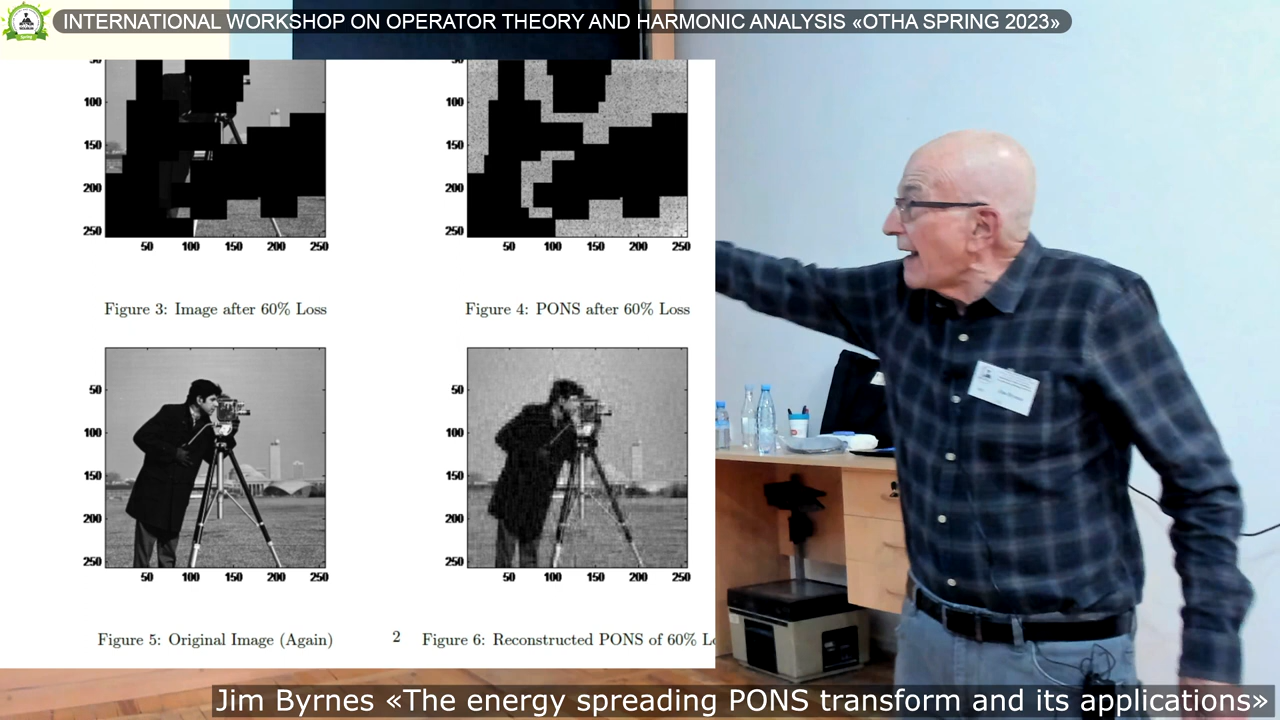 INTERNATIONAL WORKSHOP ON OPERATOR THEORY AND HARMONIC ANALYSIS «OTHA SPRING 2023»
100
150
200
250
50 100 150 200 250
100
150
200
250
50 100 150 200 250
Figure 3: Image after 60% Loss
Figure 4: PONS after 60% Loss
50
100
150
200
250
50 100 150 200 250
50
100
150
200
250
50 100 150 200 250
Figure 5: Original Image (Again)
2
Figure 6: Reconstructed PONS of 60%
Jim Byrnes «The energy spreading PONS transform and its applications»